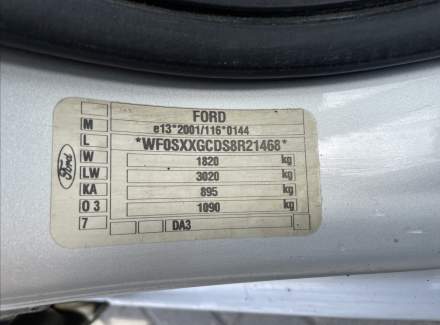 FORD
M e13*2001/116*0144
L *WF0SXXGCDS8R21468*
W 1820 kg
LW 3020 kg
KA 895 kg
O 3 1090 kg
7 DA3
Ford